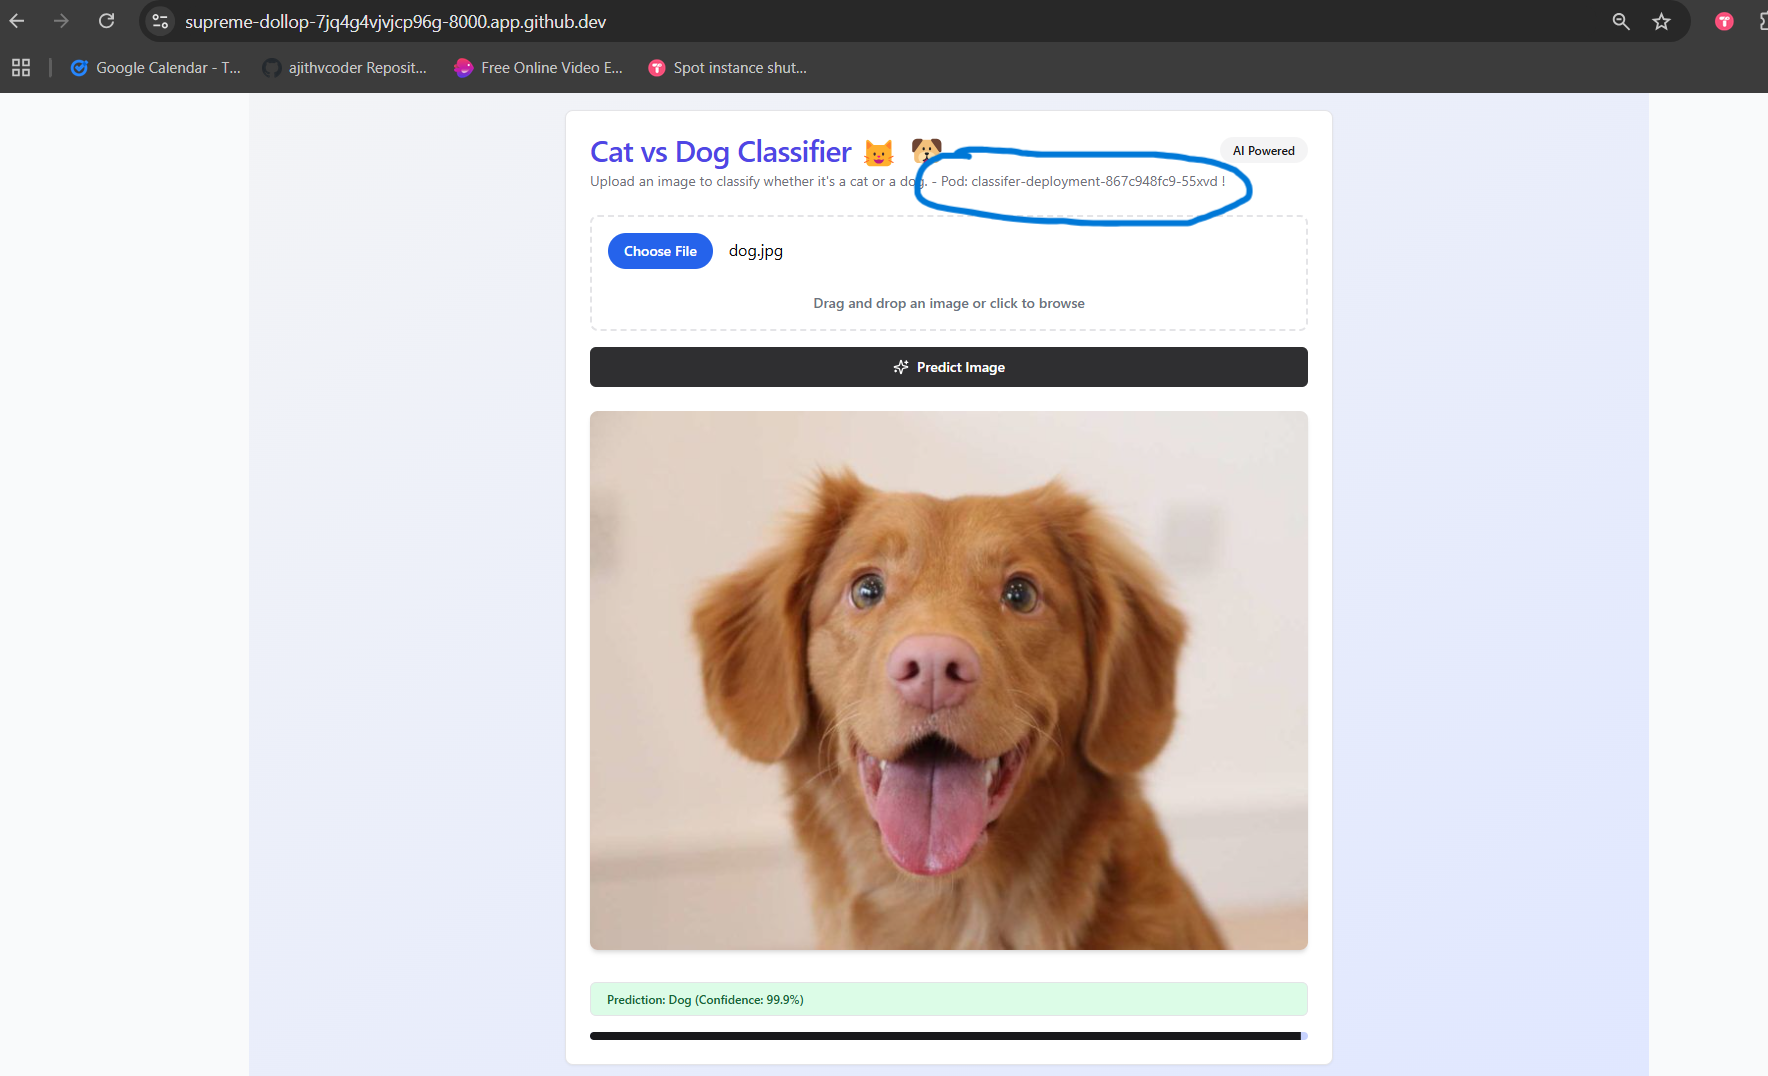 supreme-dollop-7jq4g4vjvjcp96g-8000.app.github.dev
Google Calendar - T...
ajithvcoder Reposit...
Free Online Video E...
Spot instance shut...
Cat vs Dog Classifier 🐱 🐶
AI Powered
Upload an image to classify whether it's a cat or a dog. - Pod: classifer-deployment-867c948fc9-55xvd !
Choose File
dog.jpg
Drag and drop an image or click to browse
Predict Image
Prediction: Dog (Confidence: 99.9%)